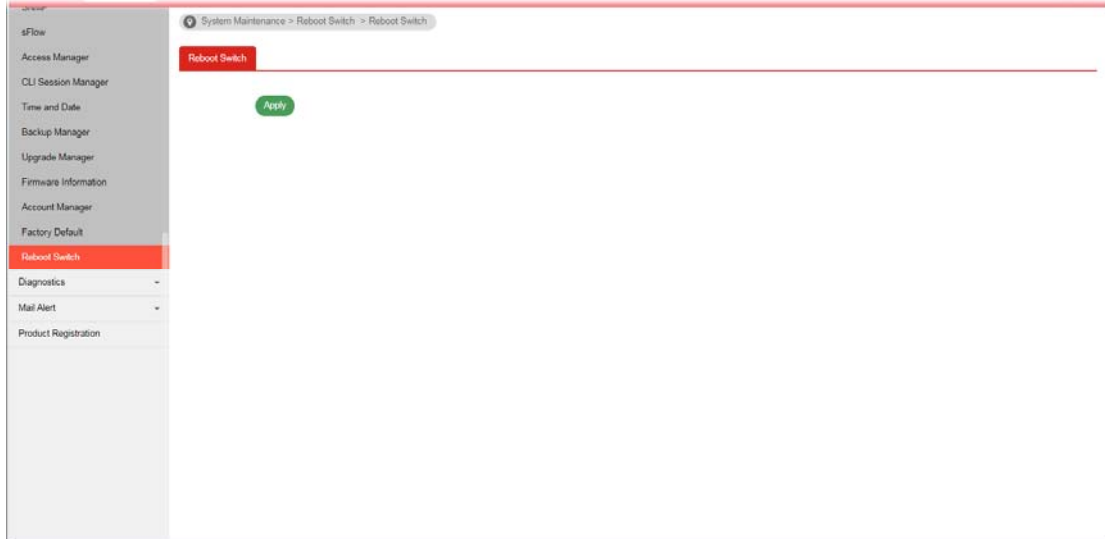 sFlow
Access Manager
CLI Session Manager
Time and Date
Backup Manager
Upgrade Manager
Firmware Information
Account Manager
Factory Default
Reboot Switch
Diagnostics
Mail Alert
Product Registration
System Maintenance > Reboot Switch > Reboot Switch
Reboot Switch
Apply